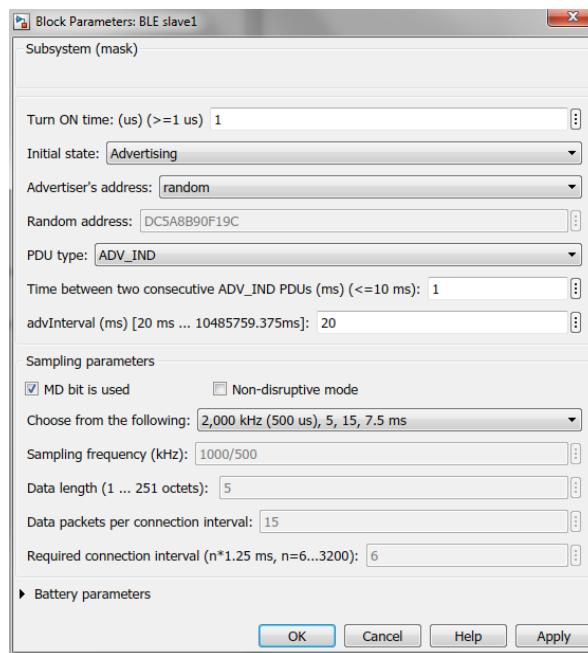 Block Parameters: BLE slave1
Subsystem (mask)
Turn ON time: (us) (>=1 us) 1
Initial state: Advertising
Advertiser's address: random
Random address: DC5A8B90F19C
PDU type: ADV_IND
Time between two consecutive ADV_IND PDUs (ms) (<=10 ms): 1
advInterval (ms) [20 ms ... 10485759.375ms]: 20
Sampling parameters
MD bit is used Non-disruptive mode
Choose from the following: 2,000 kHz (500 us), 5, 15, 7.5 ms
Sampling frequency (kHz): 1000/500
Data length (1 ... 251 octets): 5
Data packets per connection interval: 15
Required connection interval (n*1.25 ms, n=6...3200): 6
Battery parameters
OK Cancel Help Apply